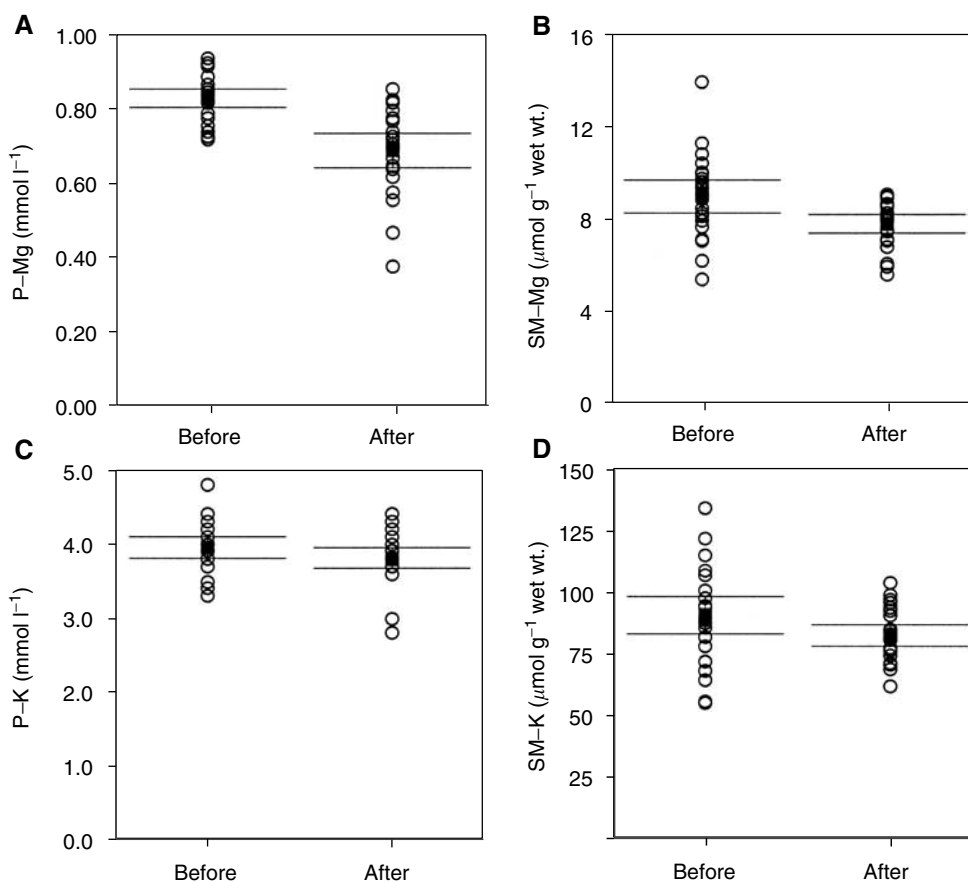 A
1.00
0.80
0.60
0.40
0.20
0.00
P–Mg (mmol l⁻¹)
Before After
B
16
12
8
4
0
SM–Mg (μmol g⁻¹ wet wt.)
Before After
C
5.0
4.0
3.0
2.0
1.0
0.0
P–K (mmol l⁻¹)
Before After
D
150
125
100
75
50
25
SM–K (μmol g⁻¹ wet wt.)
Before After